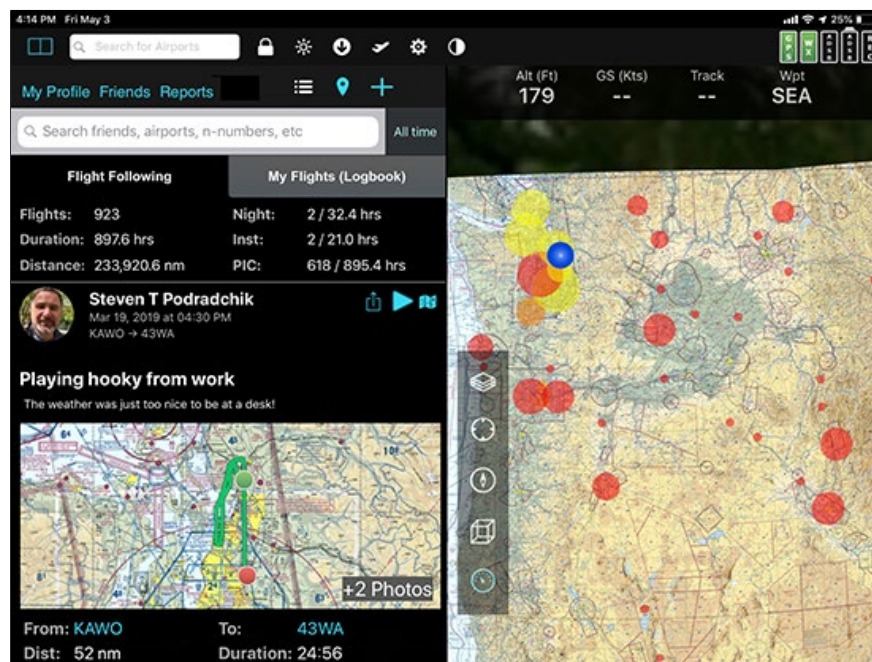 4:14 PM Fri May 3
25%
Search for Airports
GPS
WX
My Profile Friends Reports
Alt (Ft) GS (Kts) Track Wpt
179 -- -- SEA
Search friends, airports, n-numbers, etc
All time
Flight Following
My Flights (Logbook)
Flights: 923 Night: 2 / 32.4 hrs
Duration: 897.6 hrs Inst: 2 / 21.0 hrs
Distance: 233,920.6 nm PIC: 618 / 895.4 hrs
Steven T Podradchik
Mar 19, 2019 at 04:30 PM
KAWO → 43WA
Playing hooky from work
The weather was just too nice to be at a desk!
+2 Photos
From: KAWO To: 43WA
Dist: 52 nm Duration: 24:56